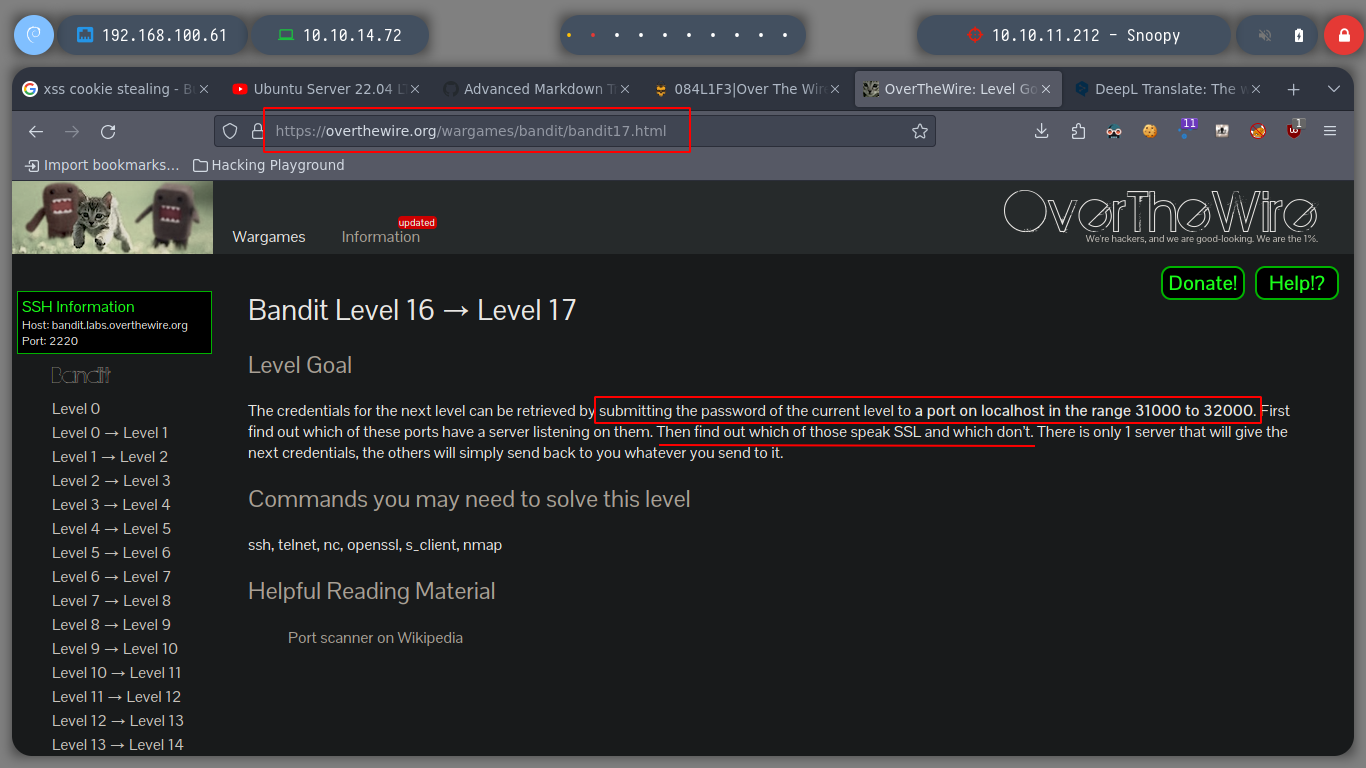 192.168.100.61
10.10.14.72
10.10.11.212 – Snoopy
xss cookie stealing - B
Ubuntu Server 22.04 LT
Advanced Markdown T
084L1F3|Over The Wire
OverTheWire: Level Go
DeepL Translate: The w
https://overthewire.org/wargames/bandit/bandit17.html
11
1
Import bookmarks...
Hacking Playground
Wargames
Information
updated
OverTheWire
We're hackers, and we are good-looking. We are the 1%.
Donate!
Help!?
SSH Information
Host: bandit.labs.overthewire.org
Port: 2220
Bandit
Level 0
Level 0 → Level 1
Level 1 → Level 2
Level 2 → Level 3
Level 3 → Level 4
Level 4 → Level 5
Level 5 → Level 6
Level 6 → Level 7
Level 7 → Level 8
Level 8 → Level 9
Level 9 → Level 10
Level 10 → Level 11
Level 11 → Level 12
Level 12 → Level 13
Level 13 → Level 14
Bandit Level 16 → Level 17
Level Goal
The credentials for the next level can be retrieved by submitting the password of the current level to a port on localhost in the range 31000 to 32000. First
find out which of these ports have a server listening on them. Then find out which of those speak SSL and which don't. There is only 1 server that will give the
next credentials, the others will simply send back to you whatever you send to it.
Commands you may need to solve this level
ssh, telnet, nc, openssl, s_client, nmap
Helpful Reading Material
Port scanner on Wikipedia